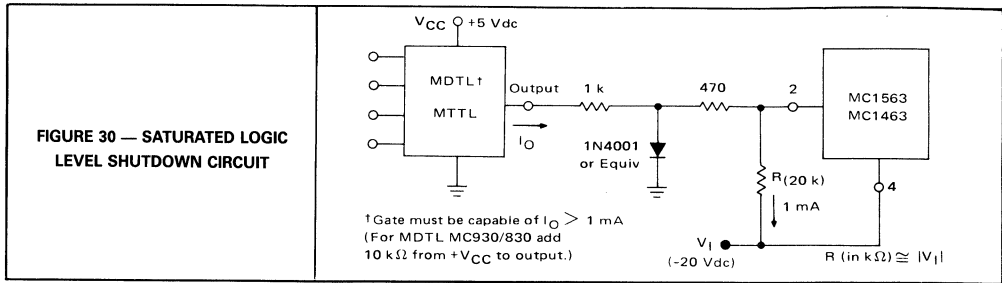 FIGURE 30 — SATURATED LOGIC
LEVEL SHUTDOWN CIRCUIT
VCC +5 Vdc
MDTL†
MTTL
Output
IO
1 k
470
2
MC1563
MC1463
1N4001
or Equiv
R(20 k)
1 mA
4
†Gate must be capable of IO > 1 mA
(For MDTL MC930/830 add
10 kΩ from +VCC to output.)
VI
(-20 Vdc)
R (in kΩ) ≅ |VI|